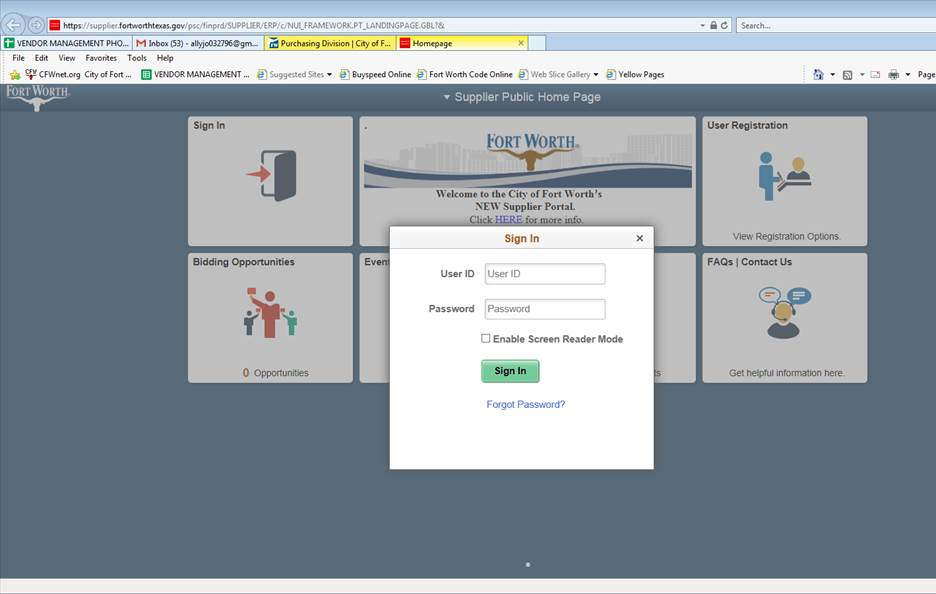 https://supplier.fortworthtexas.gov/psc/finprd/SUPPLIER/ERP/c/NUI_FRAMEWORK.PT_LANDINGPAGE.GBL?&
Search...
VENDOR MANAGEMENT PHO...
Inbox (53) - allyjo032796@gm...
Purchasing Division | City of F...
Homepage
File Edit View Favorites Tools Help
CFWnet.org City of Fort ...
VENDOR MANAGEMENT ...
Suggested Sites
Buyspeed Online
Fort Worth Code Online
Web Slice Gallery
Yellow Pages
Page
FORT WORTH
Supplier Public Home Page
Sign In
FORT WORTH
Welcome to the City of Fort Worth's
NEW Supplier Portal.
Click HERE for more info.
User Registration
View Registration Options.
Bidding Opportunities
0 Opportunities
Even
ts
FAQs | Contact Us
Get helpful information here.
Sign In
User ID
User ID
Password
Password
Enable Screen Reader Mode
Sign In
Forgot Password?